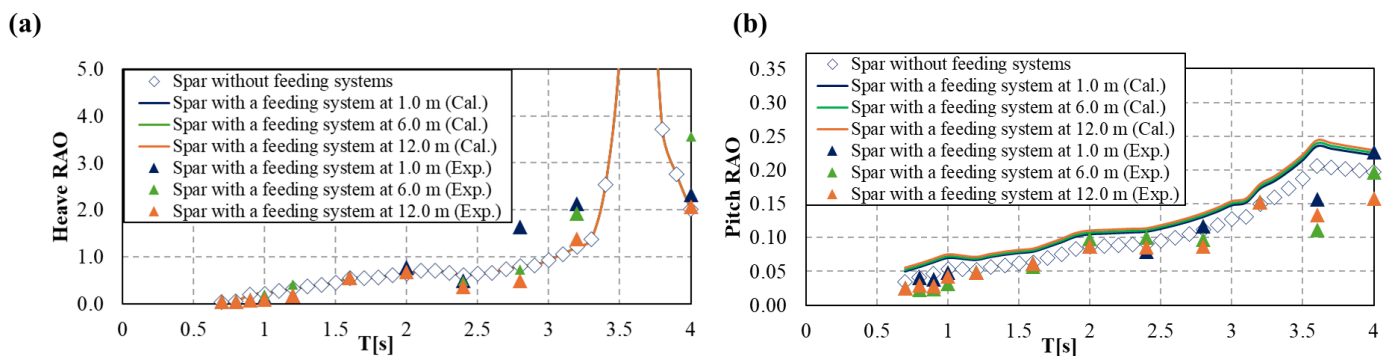 (a)
Heave RAO
5.0
4.0
3.0
2.0
1.0
0.0
Spar without feeding systems
Spar with a feeding system at 1.0 m (Cal.)
Spar with a feeding system at 6.0 m (Cal.)
Spar with a feeding system at 12.0 m (Cal.)
Spar with a feeding system at 1.0 m (Exp.)
Spar with a feeding system at 6.0 m (Exp.)
Spar with a feeding system at 12.0 m (Exp.)
0 0.5 1 1.5 2 2.5 3 3.5 4
T[s]
(b)
Pitch RAO
0.35
0.30
0.25
0.20
0.15
0.10
0.05
0.00
Spar without feeding systems
Spar with a feeding system at 1.0 m (Cal.)
Spar with a feeding system at 6.0 m (Cal.)
Spar with a feeding system at 12.0 m (Cal.)
Spar with a feeding system at 1.0 m (Exp.)
Spar with a feeding system at 6.0 m (Exp.)
Spar with a feeding system at 12.0 m (Exp.)
0 0.5 1 1.5 2 2.5 3 3.5 4
T[s]